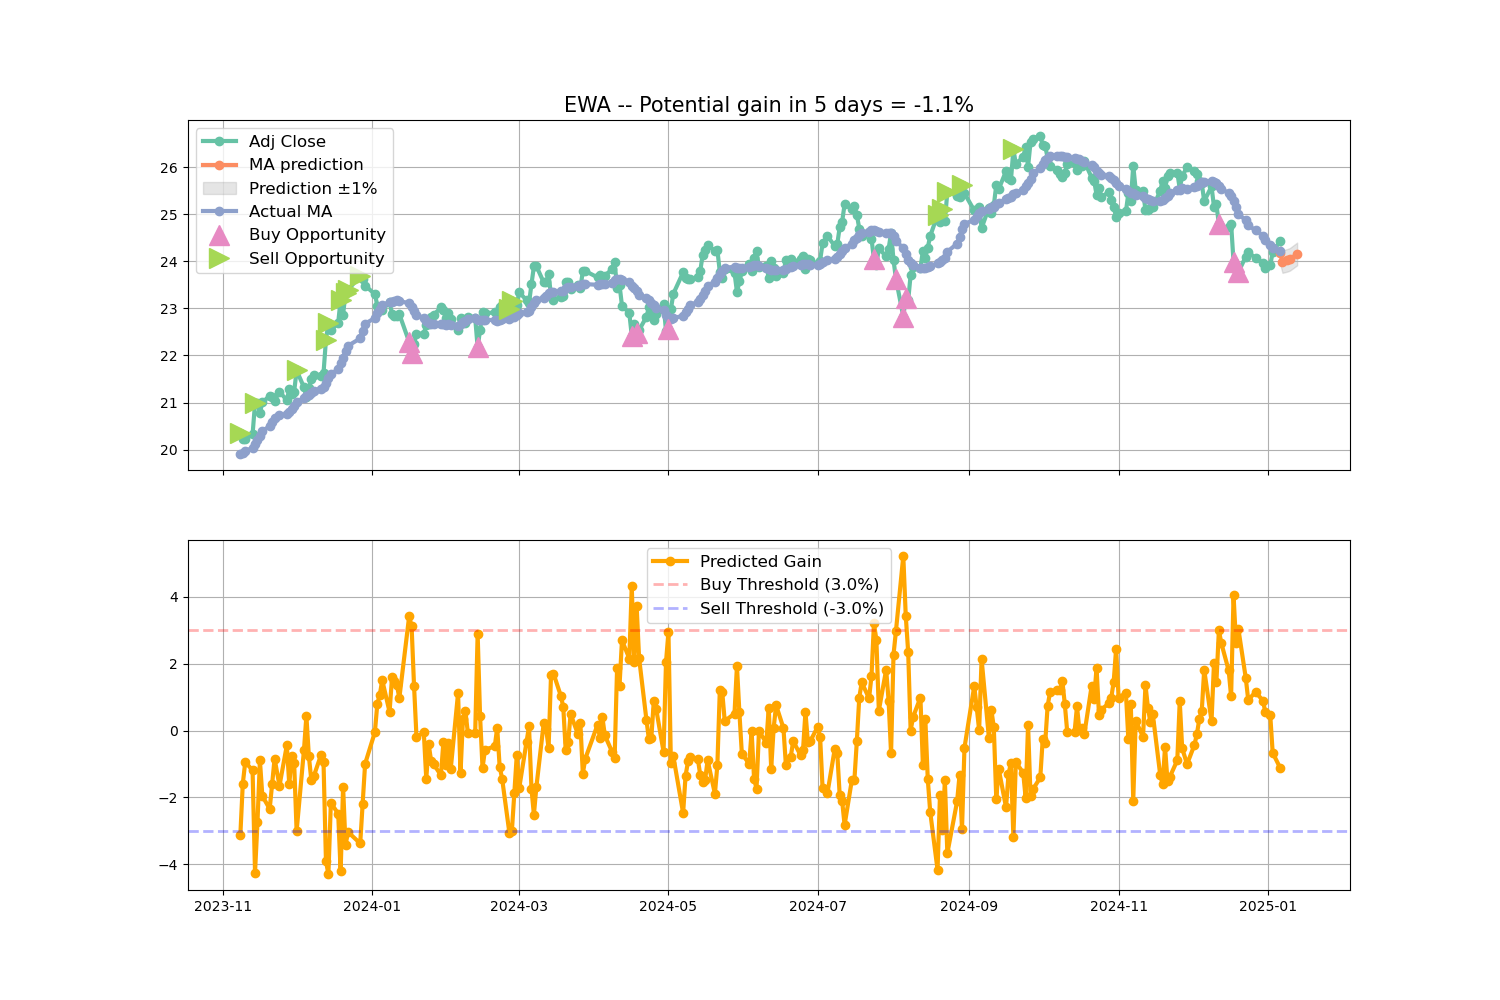 EWA -- Potential gain in 5 days = -1.1%
Adj Close
MA prediction
Prediction ±1%
Actual MA
Buy Opportunity
Sell Opportunity
26
25
24
23
22
21
20
Predicted Gain
Buy Threshold (3.0%)
Sell Threshold (-3.0%)
4
2
0
−2
−4
2023-11 2024-01 2024-03 2024-05 2024-07 2024-09 2024-11 2025-01